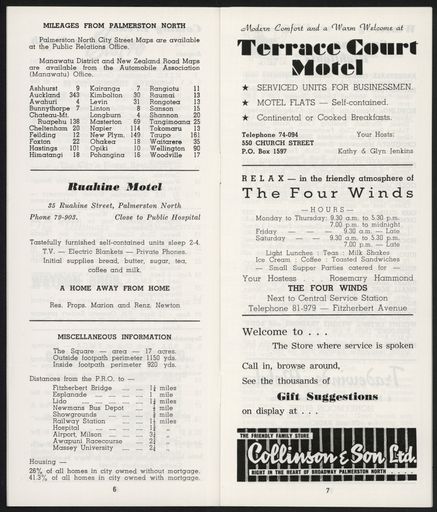 MILEAGES FROM PALMERSTON NORTH
Palmerston North City Street Maps are available
at the Public Relations Office.
Manawatu District and New Zealand Road Maps
are available from the Automobile Association
(Manawatu) Office.
Ashhurst 9 Kairanga 7 Rangiotu 11
Auckland 343 Kimbolton 30 Raumai 13
Awahuri 4 Levin 31 Rongotea 13
Bunnythorpe 7 Liston 8 Sanson 15
Chateau-Mt. Longburn 4 Shannon 20
Ruapehu 138 Masterton 69 Tangimoana 25
Cheltenham 20 Napier 114 Tokomaru 13
Feilding 12 New Plym. 149 Taupo 161
Foxton 22 Ohakea 18 Waitarere 35
Hastings 101 Opiki 10 Wellington 90
Himatangi 18 Pohangina 16 Woodville 17
Ruahine Motel
35 Ruahine Street, Palmerston North
Phone 79-903. Close to Public Hospital
Tastefully furnished self-contained units sleep 2-4.
T.V. — Electric Blankets — Private Phones.
Initial supplies bread, butter, sugar, tea,
coffee and milk.
A HOME AWAY FROM HOME
Res. Props. Marion and Renz. Newton
MISCELLANEOUS INFORMATION
The Square — area — 17 acres.
Outside footpath perimeter 1150 yds.
Inside footpath perimeter 920 yds.
Distances from the P.R.O. to —
Fitzherbert Bridge — — 1¼ miles
Esplanade — — — — 1 mile
Lido — — — — 1½ miles
Newmans Bus Depot — mile
Showgrounds — — — mile
Railway Station — — 1½ miles
Hospital — — — 1½ „
Airport, Milson — —
Awapuni Racecourse — 2½ „
Massey University —
Housing —
26% of all homes in city owned without mortgage.
41.3% of all homes in city owned with mortgage.
6
Modern Comfort and a Warm Welcome at
Terrace Court
Motel
★ SERVICED UNITS FOR BUSINESSMEN.
★ MOTEL FLATS — Self-contained.
★ Continental or Cooked Breakfasts.
Telephone 74-094 Your Hosts:
550 CHURCH STREET
P.O. Box 1597 Kathy & Glyn Jenkins
RELAX — in the friendly atmosphere of
The Four Winds
—HOURS—
Monday to Thursday: 9.30 a.m. to 5.30 p.m.
7.00 p.m. to midnight.
Friday — — — 9.30 a.m. — Late.
Saturday — — 9.30 a.m. to 5.30 p.m.
7.00 p.m. — Late
Light Lunches : Teas : Milk Shakes
Ice Cream : Coffee : Toasted Sandwiches
— Small Supper Parties catered for —
Your Hostess : Rosemary Hammond
THE FOUR WINDS
Next to Central Service Station
Telephone 81-979 — Fitzherbert Avenue
Welcome to . . .
The Store where service is spoken
Call in, browse around,
See the thousands of
Gift Suggestions
on display at . . .
THE FRIENDLY FAMILY STORE
Collinson & Son Ltd.
RIGHT IN THE HEART OF BROADWAY PALMERSTON NORTH
7